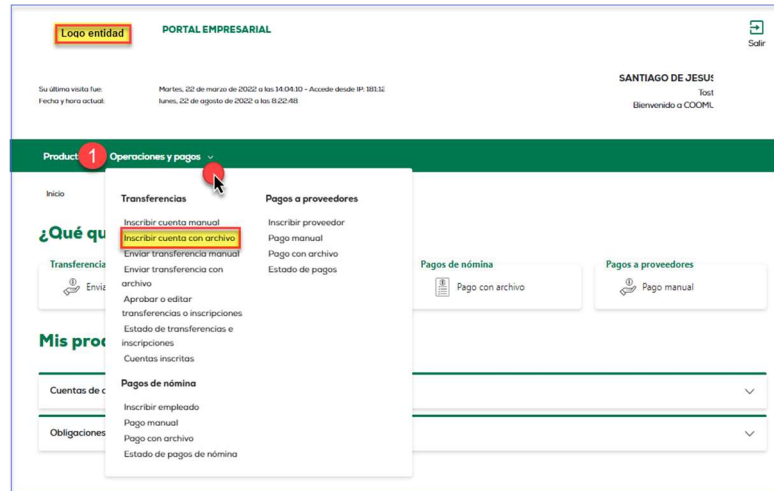 Logo entidad
PORTAL EMPRESARIAL
Salir
SANTIAGO DE JESUS
Tost
Bienvenido a COOML
Su última visita fue: Martes, 22 de marzo de 2022 a las 14:04:10 - Accede desde IP: 181:12
Fecha y hora actual: lunes, 22 de agosto de 2022 a las 8:22:48
Product 1 Operaciones y pagos
Inicio
Transferencias
Inscribir cuenta manual
Inscribir cuenta con archivo
Enviar transferencia manual
Enviar transferencia con
archivo
Aprobar o editar
transferencias o inscripciones
Estado de transferencias e
inscripciones
Cuentas inscritas
Pagos de nómina
Inscribir empleado
Pago manual
Pago con archivo
Estado de pagos de nómina
Pagos a proveedores
Inscribir proveedor
Pago manual
Pago con archivo
Estado de pagos
¿Qué qu
Transferencia
Envia
Pagos de nómina
Pago con archivo
Pagos a proveedores
Pago manual
Mis prod
Cuentas de c
Obligaciones